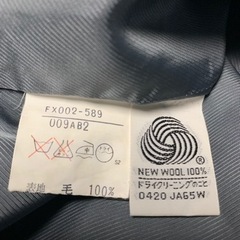 FX002-589
009AB2
表地 毛 100%
NEW WOOL 100%
ドライクリーニングのこと
0420 JA65W